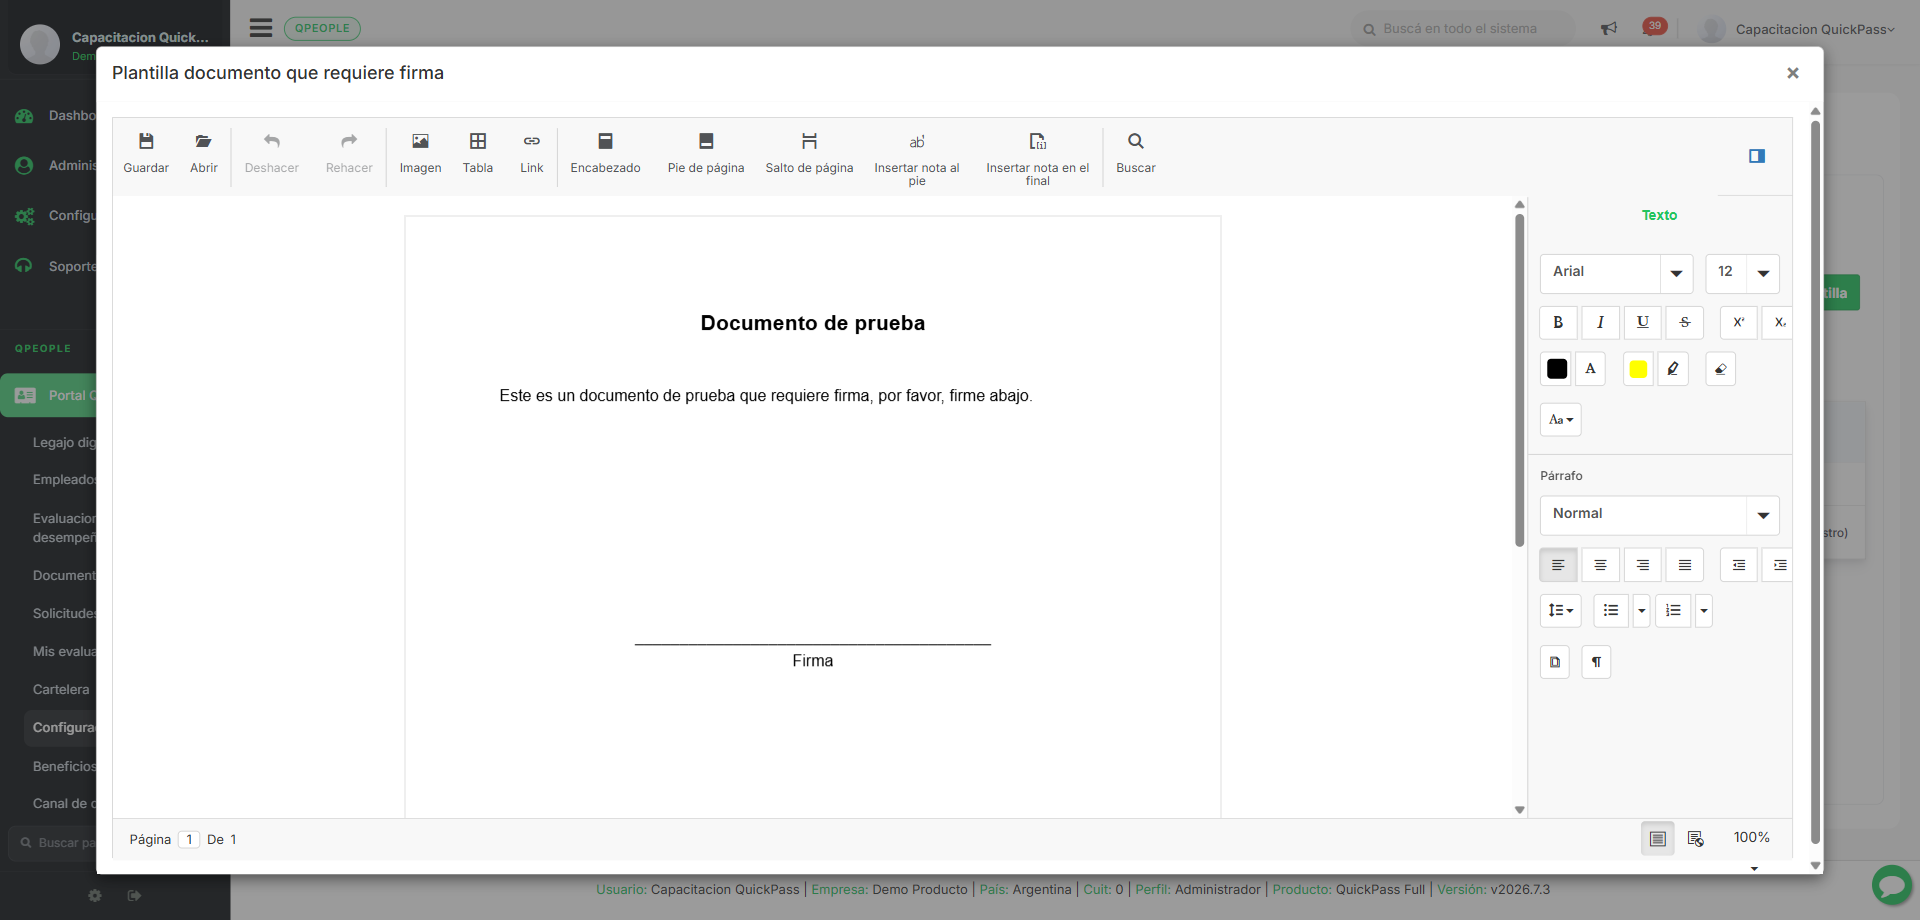 Capacitacion Quick...
QPEOPLE
Buscá en todo el sistema
39
Capacitacion QuickPass
Plantilla documento que requiere firma
×
Guardar
Abrir
Deshacer
Rehacer
Imagen
Tabla
Link
Encabezado
Pie de página
Salto de página
Insertar nota al
pie
Insertar nota en el
final
Buscar
Documento de prueba
Este es un documento de prueba que requiere firma, por favor, firme abajo.
Firma
Texto
Arial
12
B
I
U
S
A
Aa
Párrafo
Normal
Página 1 De 1
100%
QPEOPLE
Portal
Legajo dig
Empleado
Evaluacion
desempeñ
Document
Solicitudes
Mis evalua
Cartelera
Configura
Beneficios
Canal de
Buscar pa
Dashbo
Adminis
Configu
Soporte
Usuario: Capacitacion QuickPass | Empresa: Demo Producto | País: Argentina | Cuit: 0 | Perfil: Administrador | Producto: QuickPass Full | Versión: v2026.7.3